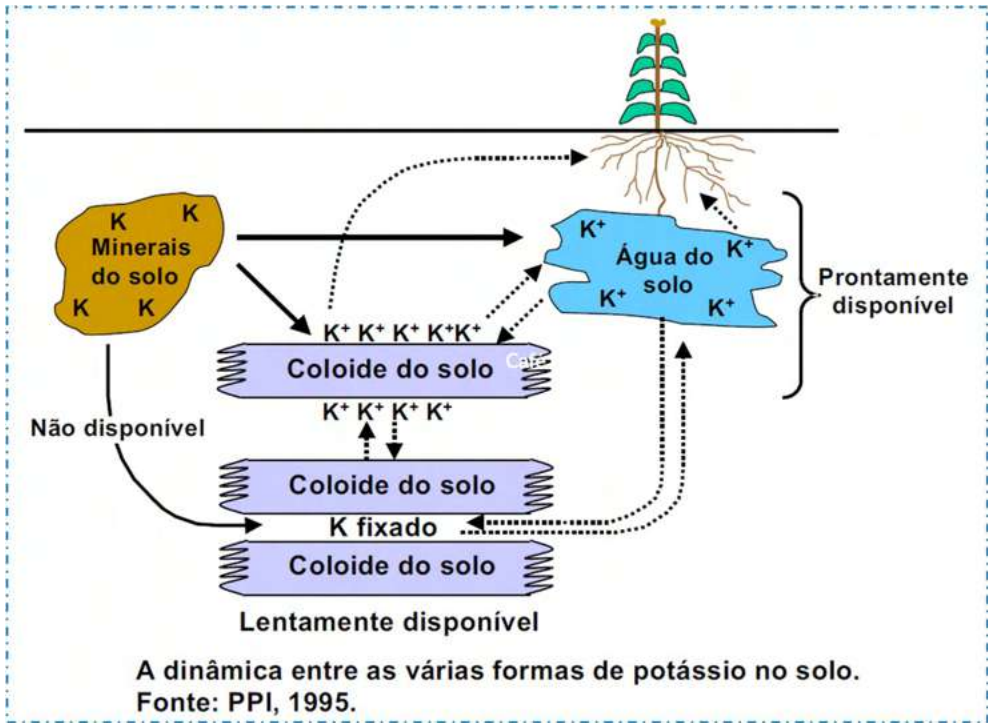 K K
Minerais
do solo
K K
K⁺
K⁺
Água do
solo
K⁺ K⁺
Prontamente
disponível
K⁺ K⁺ K⁺ K⁺K⁺
Café
Coloide do solo
K⁺ K⁺ K⁺ K⁺
Não disponível
Coloide do solo
K fixado
Coloide do solo
Lentamente disponível
A dinâmica entre as várias formas de potássio no solo.
Fonte: PPI, 1995.